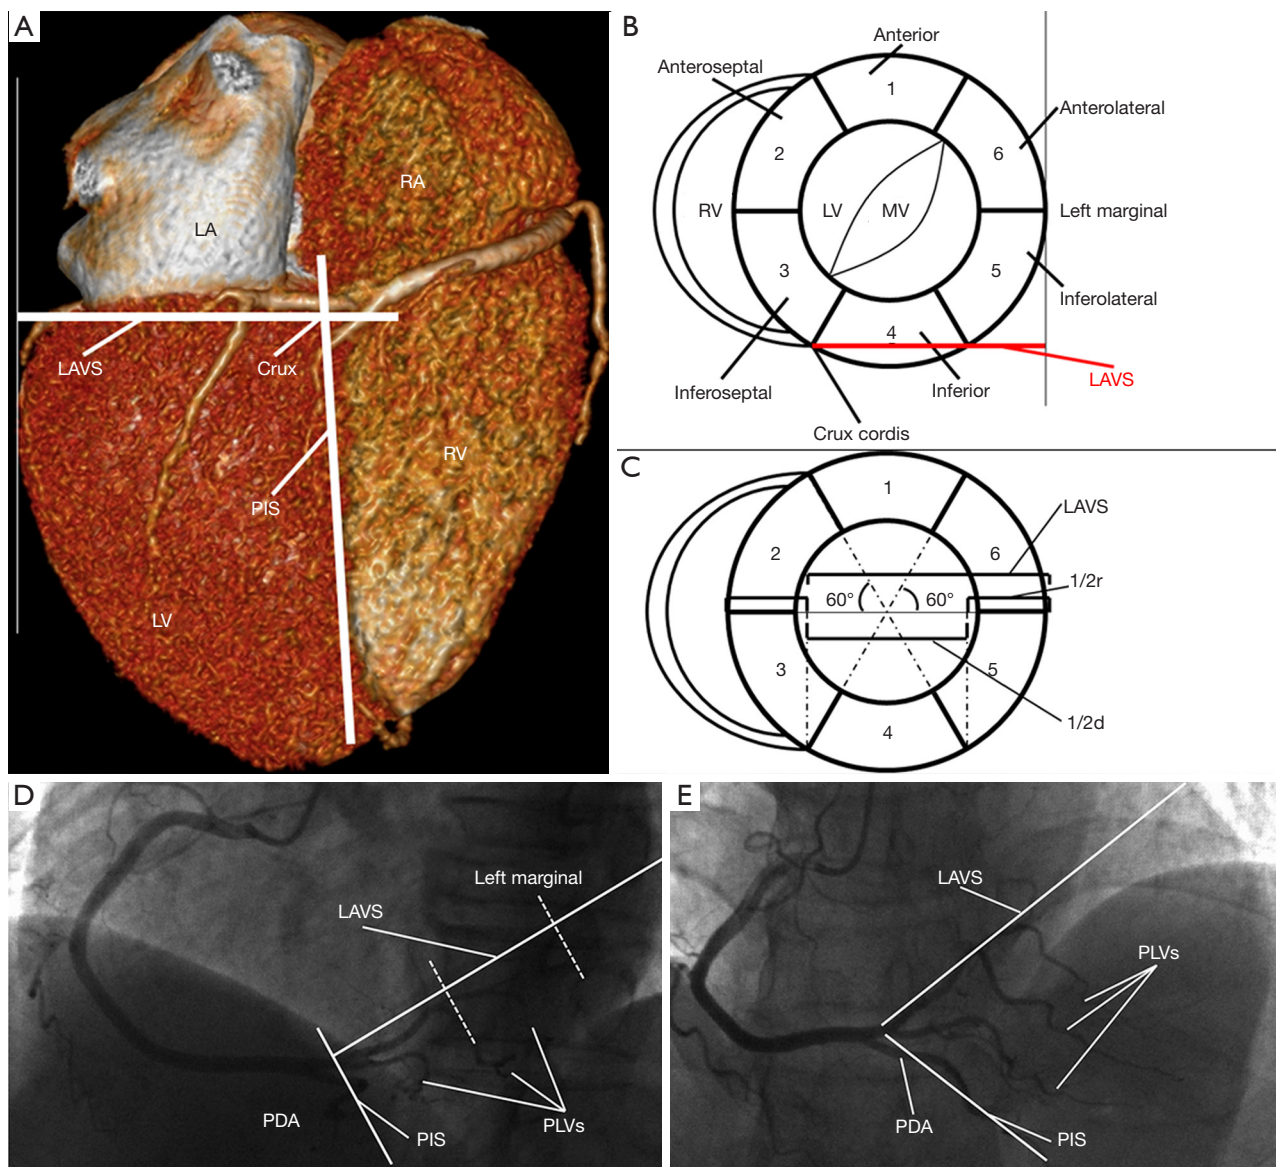 A
LA
RA
LAVS
Crux
PIS
RV
LV
B
Anterior
Anteroseptal
1
Anterolateral
2
6
RV
LV
MV
Left marginal
3
5
Inferolateral
4
Inferoseptal
Inferior
LAVS
Crux cordis
C
1
LAVS
2
6
1/2r
60°
60°
3
5
1/2d
4
D
Left marginal
LAVS
PDA
PIS
PLVs
E
LAVS
PLVs
PDA
PIS